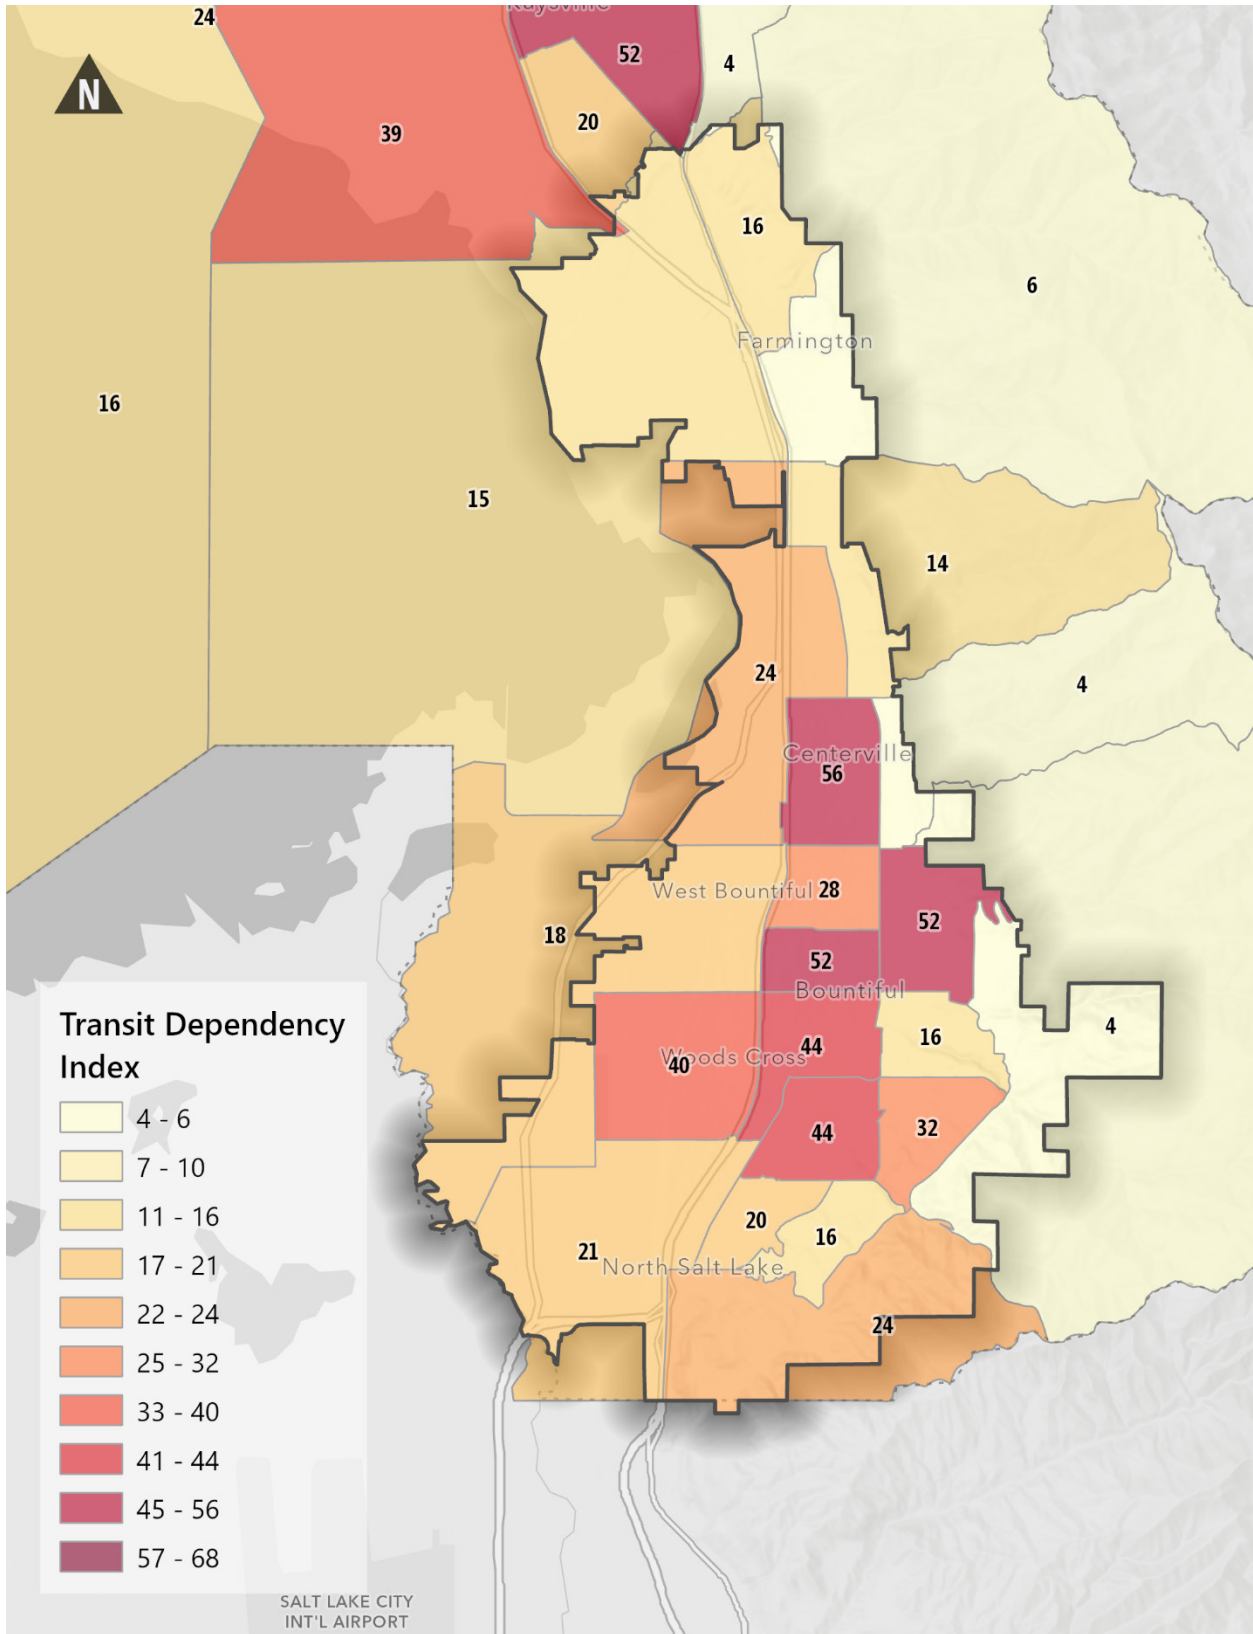 24
Kaysville
52
4
N
20
39
16
6
Farmington
16
15
14
24
4
Centerville
56
West Bountiful
28
52
18
52
Bountiful
4
16
44
Woods Cross
40
44
32
20
16
21
North Salt Lake
24
Transit Dependency
Index
4 - 6
7 - 10
11 - 16
17 - 21
22 - 24
25 - 32
33 - 40
41 - 44
45 - 56
57 - 68
SALT LAKE CITY
INT'L AIRPORT